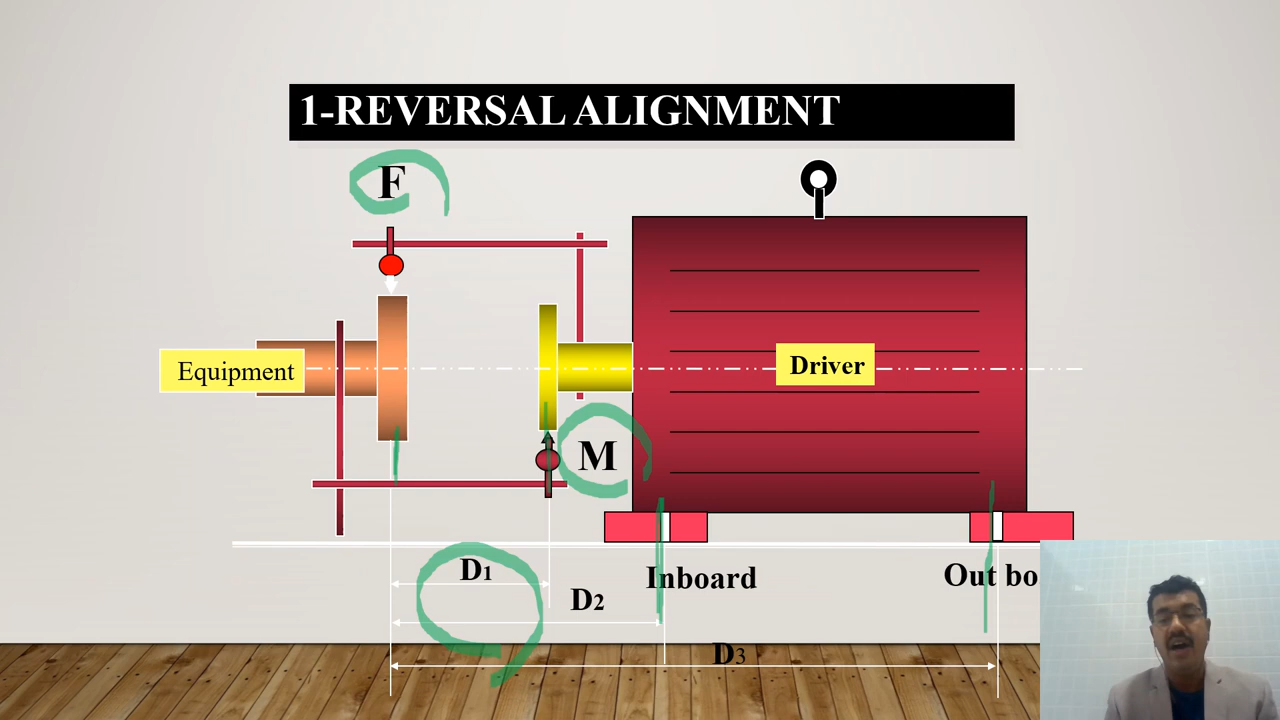 1-REVERSAL ALIGNMENT
F
Equipment
Driver
M
D1
Inboard
Out bo
D2
D3